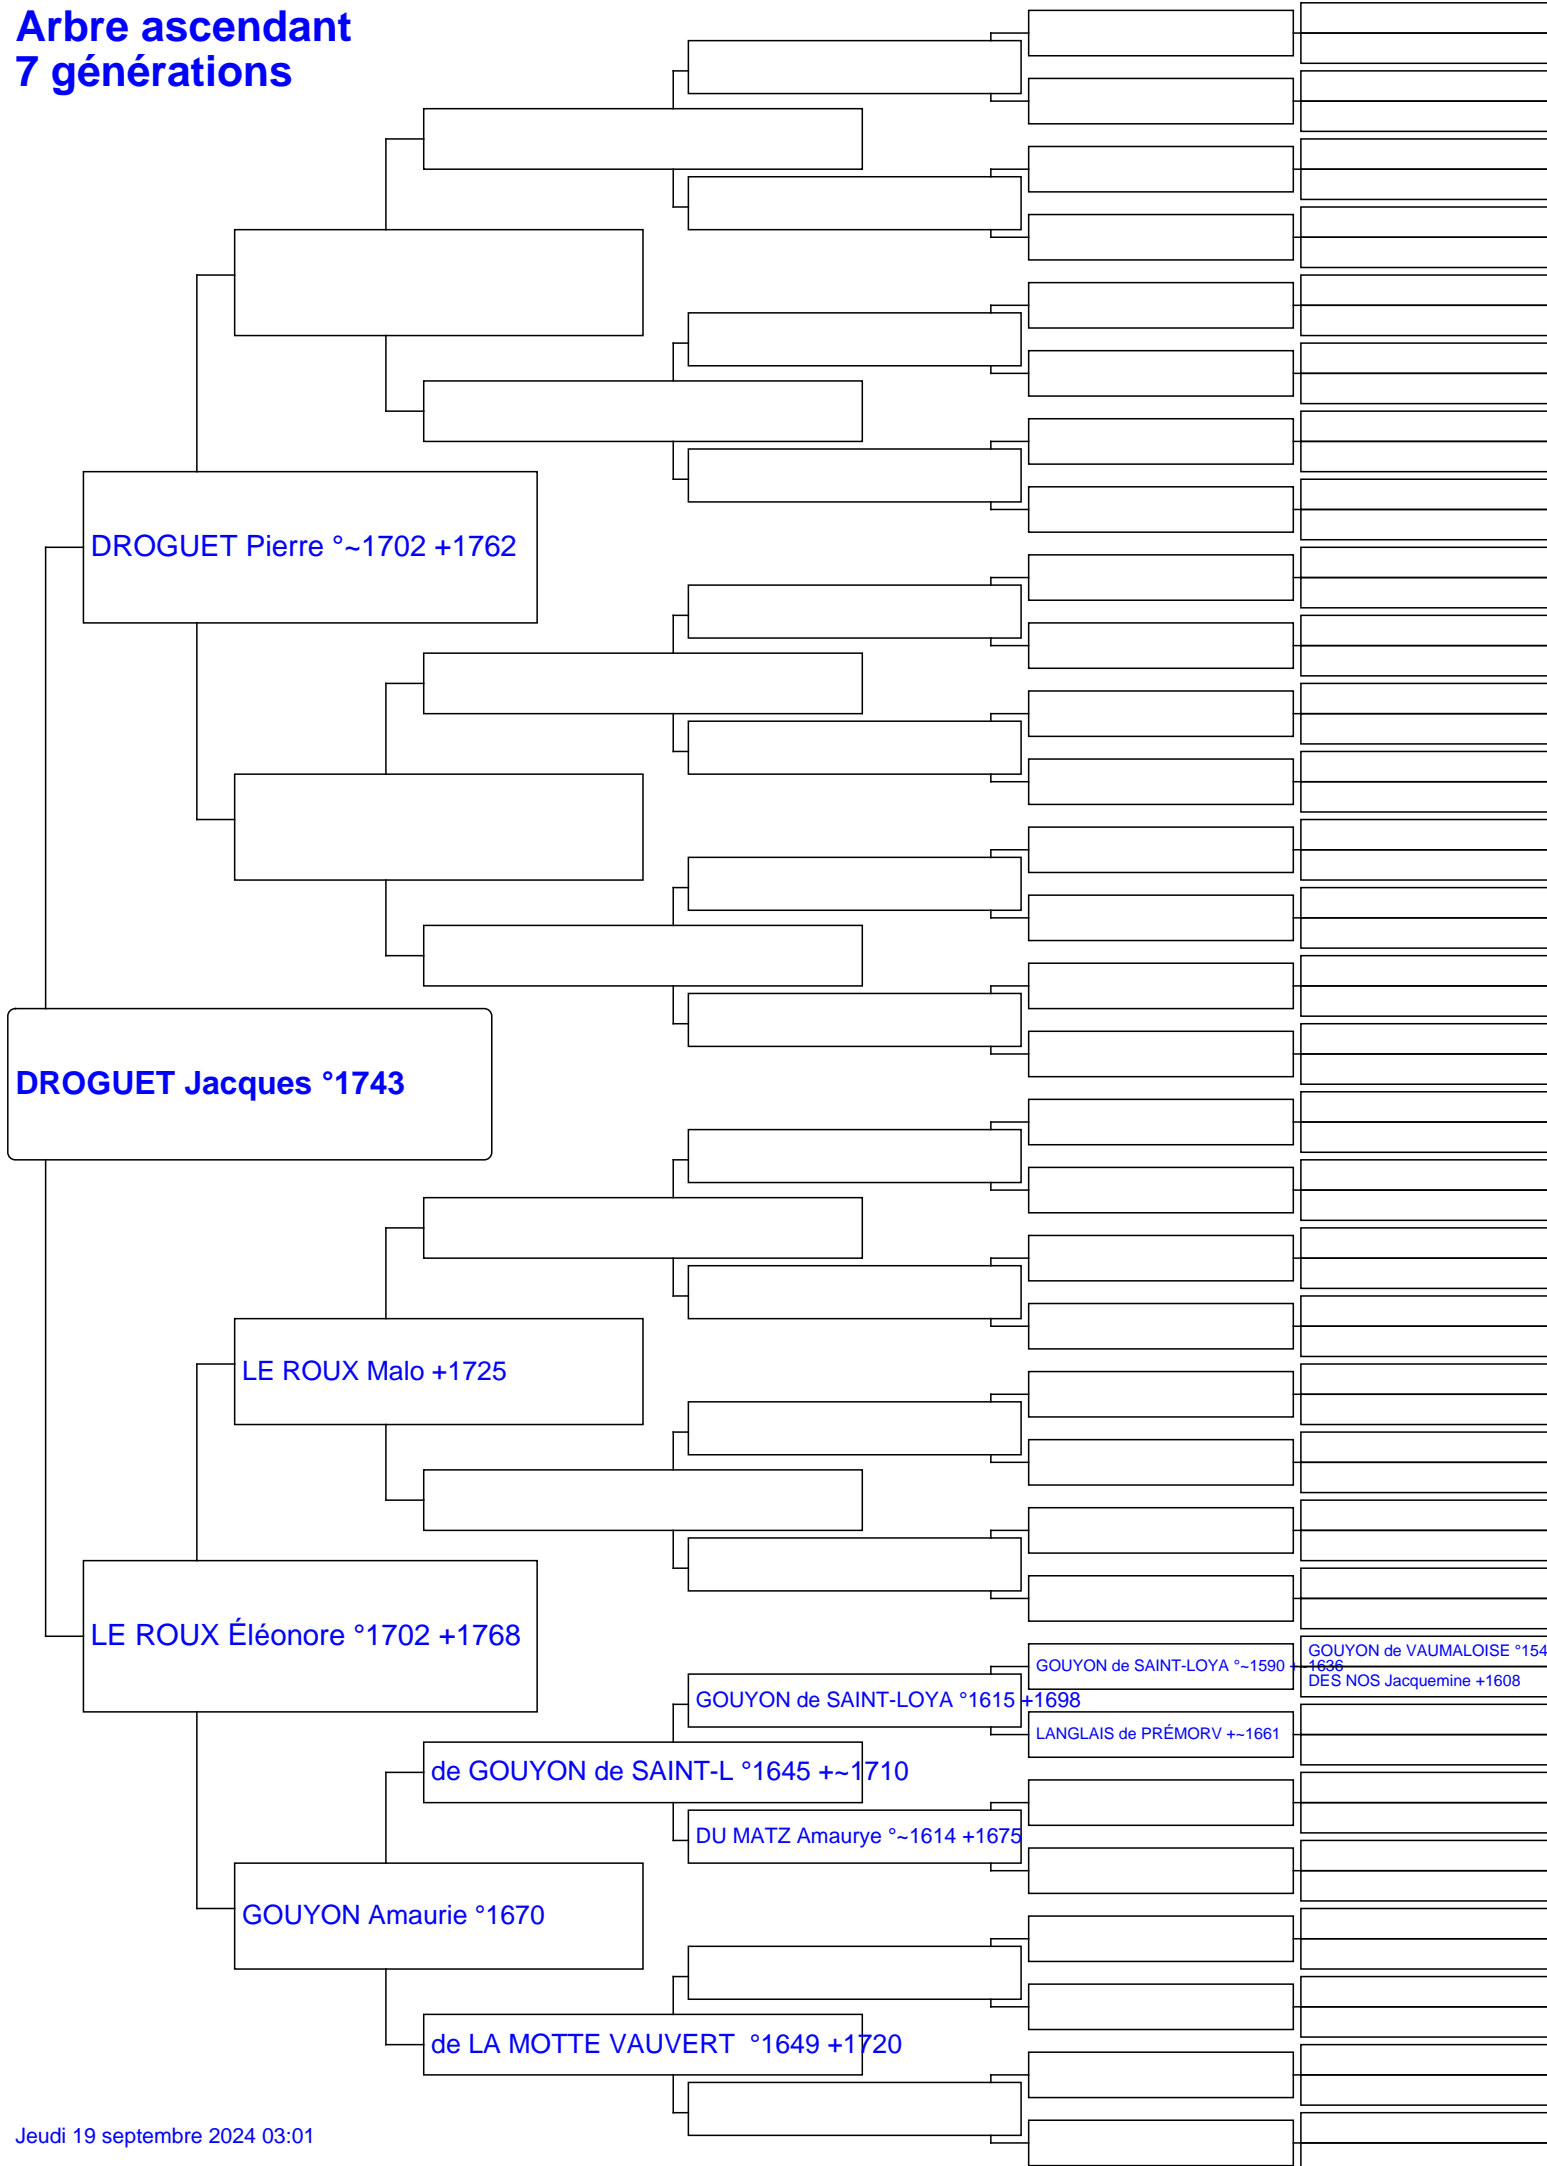 Arbre ascendant
7 générations
DROGUET Pierre °~1702 +1762
DROGUET Jacques °1743
LE ROUX Malo +1725
LE ROUX Éléonore °1702 +1768
GOUYON de VAUMALOISE °154
GOUYON de SAINT-LOYA °~1590 +~1636
DES NOS Jacquemine +1608
GOUYON de SAINT-LOYA °1615 +1698
LANGLAIS de PRÉMORV +~1661
de GOUYON de SAINT-L °1645 +~1710
DU MATZ Amaurye °~1614 +1675
GOUYON Amaurie °1670
de LA MOTTE VAUVERT °1649 +1720
Jeudi 19 septembre 2024 03:01